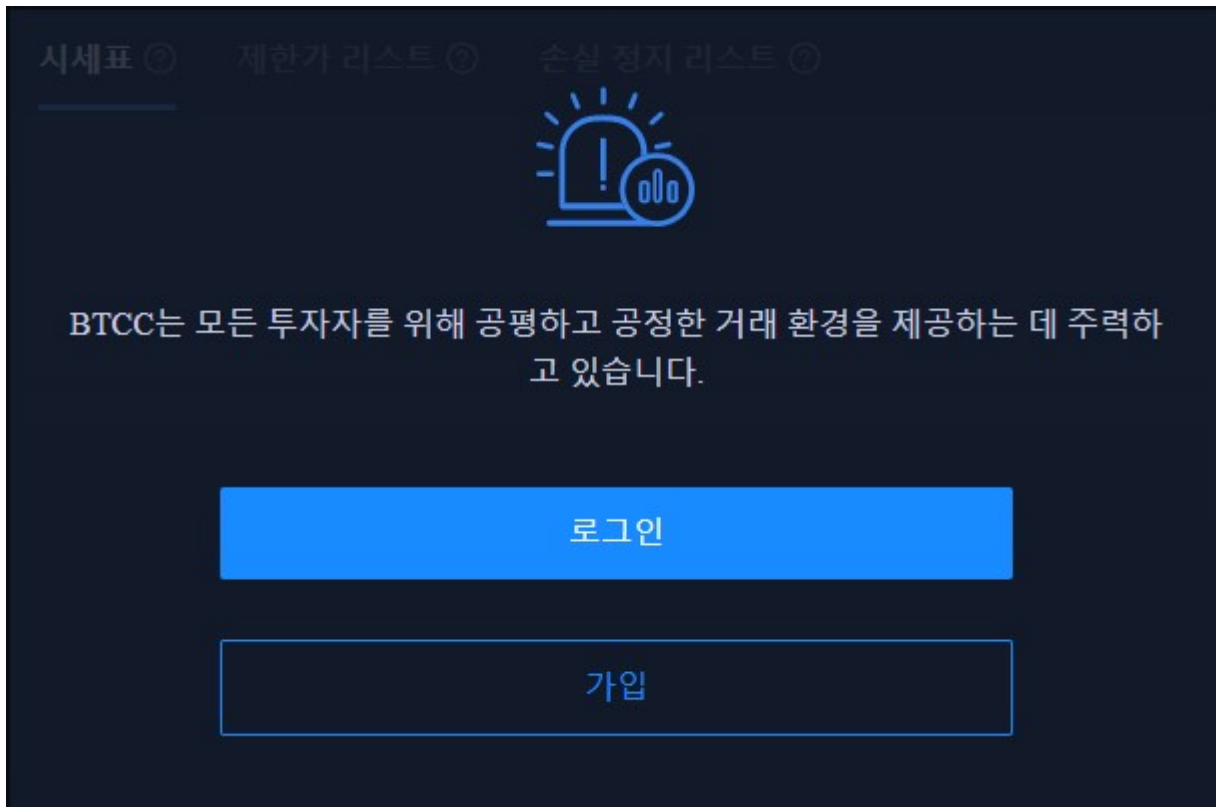 시세표 제한가 리스트 손실 정지 리스트
BTCC는 모든 투자자를 위해 공평하고 공정한 거래 환경을 제공하는 데 주력하
고 있습니다.
로그인
가입